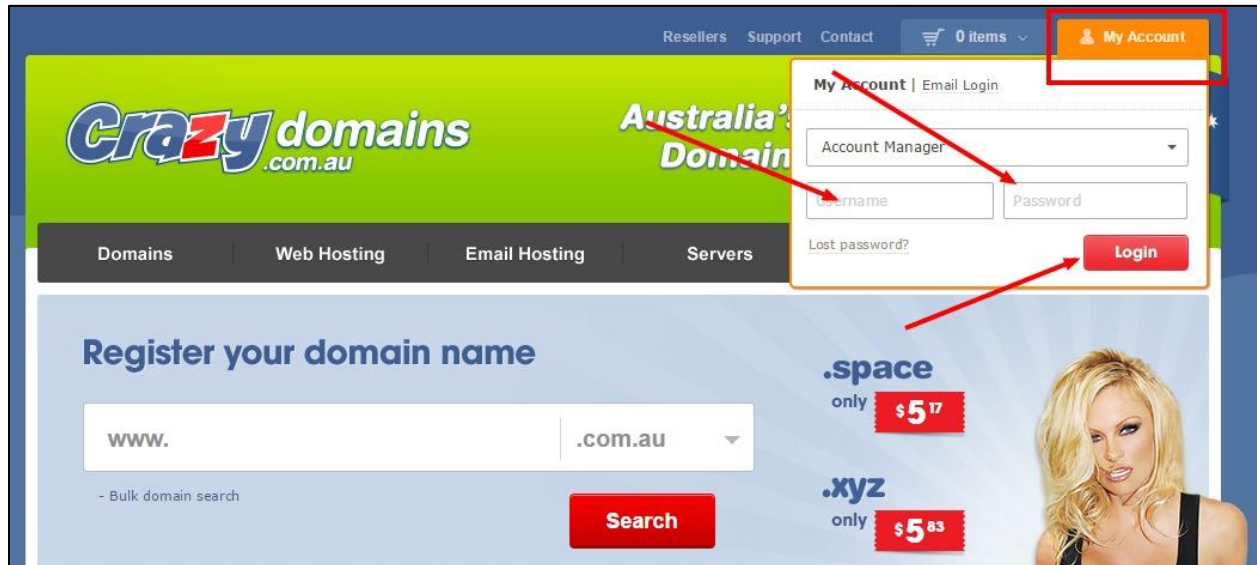 Resellers Support Contact 0 items My Account
My Account | Email Login
Crazy domains
.com.au
Australia's
Domain
Account Manager
Username Password
Lost password? Login
Domains Web Hosting Email Hosting Servers
Register your domain name
.space
only $5 17
www. .com.au
- Bulk domain search
Search
.xyz
only $5 83